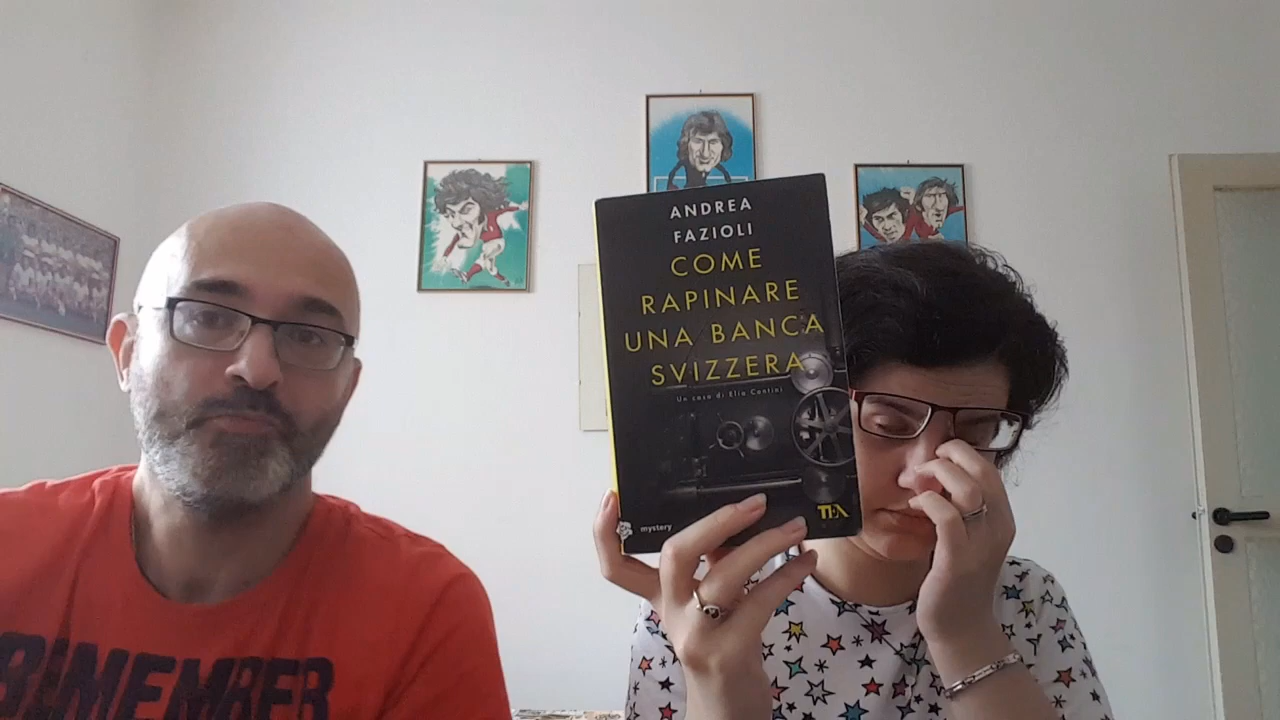 ANDREA
FAZIOLI
COME
RAPINARE
UNA BANCA
SVIZZERA
Un caso di Elia Contini
mystery
TEA